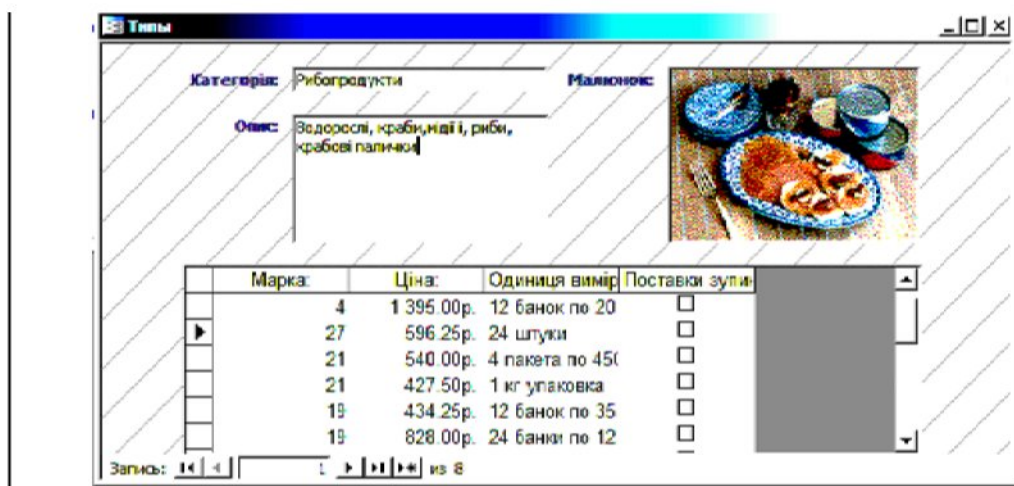 Типы
Категорія: Рибопродукти Малюнок:
Опис: Водорослі, краби,мідії, риби,
крабові палички
Марка: Ціна: Одиниця вимір Поставки зупи
4 1 395.00р. 12 банок по 20
27 596.25р. 24 штуки
21 540.00р. 4 пакета по 450
21 427.50р. 1 кг упаковка
19 434.25р. 12 банок по 35
19 828.00р. 24 банки по 12
Запись: 1 из 8